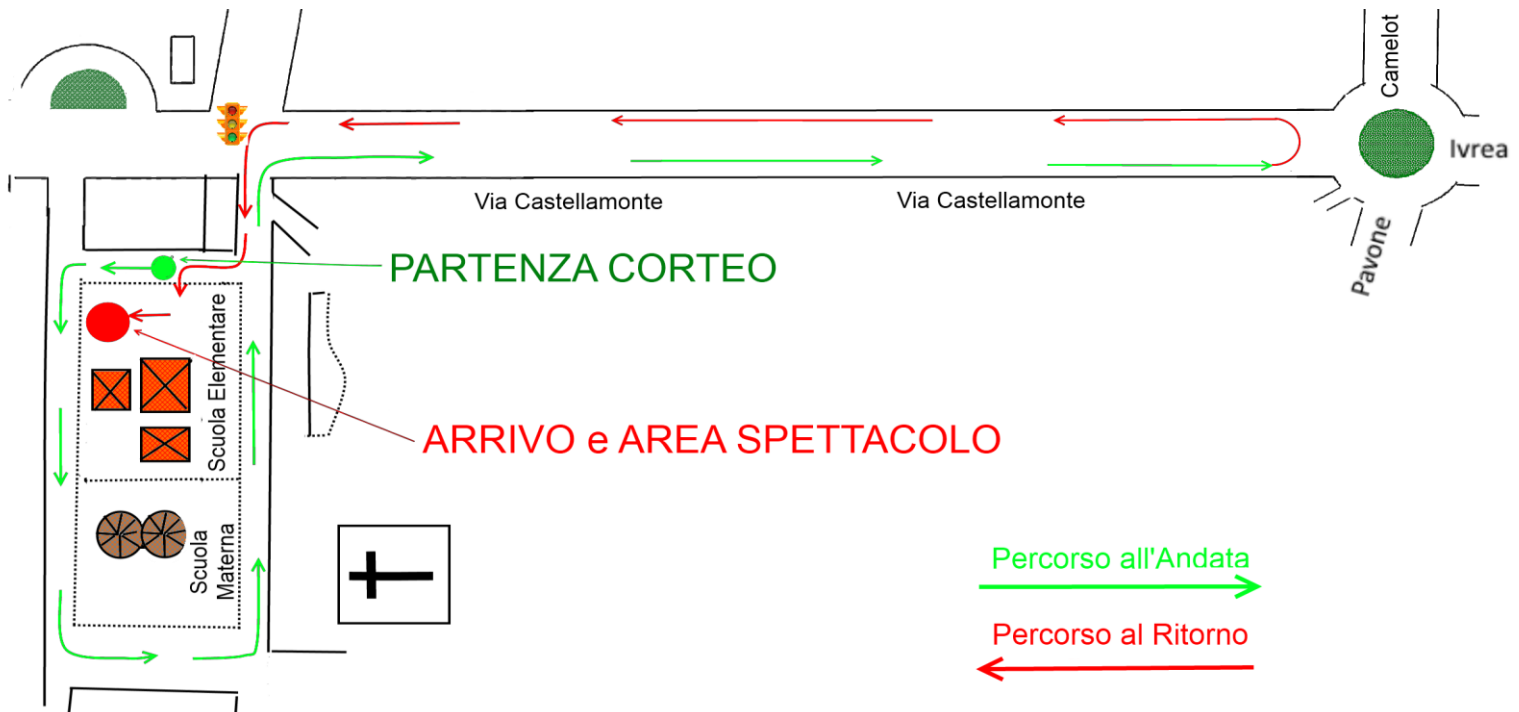 Camelot
Ivrea
Via Castellamonte
Via Castellamonte
Pavone
PARTENZA CORTEO
Scuola Elementare
ARRIVO e AREA SPETTACOLO
Scuola
Materna
Percorso all'Andata
Percorso al Ritorno